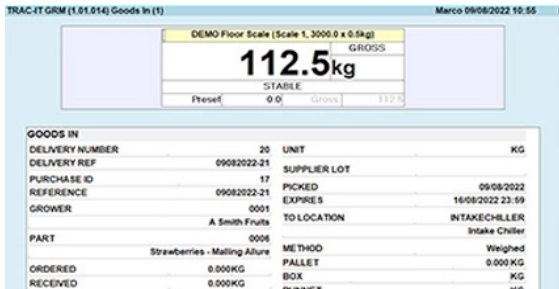 TRAC-IT GRM (1.01.014) Goods In (1)
Marco 09/08/2022 10:55
DEMO Floor Scale (Scale 1, 3000.0 x 0.5kg)
GROSS
112.5kg
STABLE
Preset 0.0 Gross 112.5
GOODS IN
DELIVERY NUMBER 20
DELIVERY REF 09082022-21
PURCHASE ID 17
REFERENCE 09082022-21
GROWER 0001
A Smith Fruits
PART 0006
Strawberries - Malling Allure
ORDERED 0.000KG
RECEIVED 0.000KG
UNIT KG
SUPPLIER LOT
PICKED 09/08/2022
EXPIRES 16/08/2022 23:59
TO LOCATION INTAKECHILLER
Intake Chiller
METHOD Weighed
PALLET 0.000 KG
BOX KG